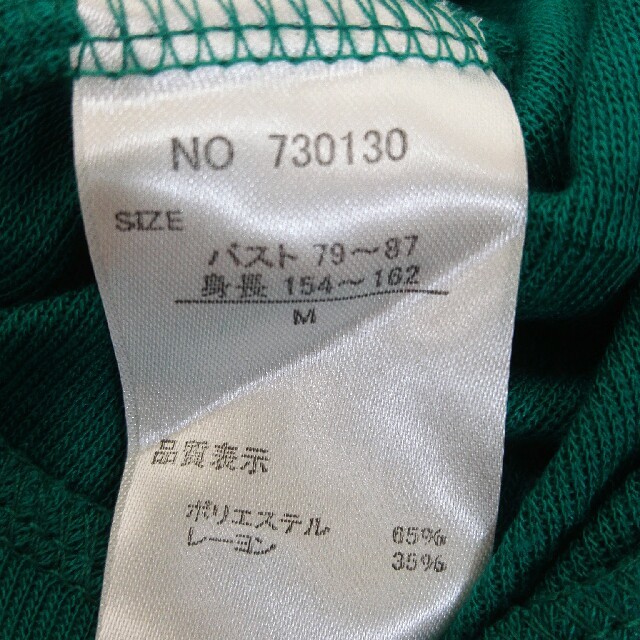 NO 730130
SIZE
バスト 79〜87
身長 154〜162
M
品質表示
ポリエステル 65%
レーヨン 35%